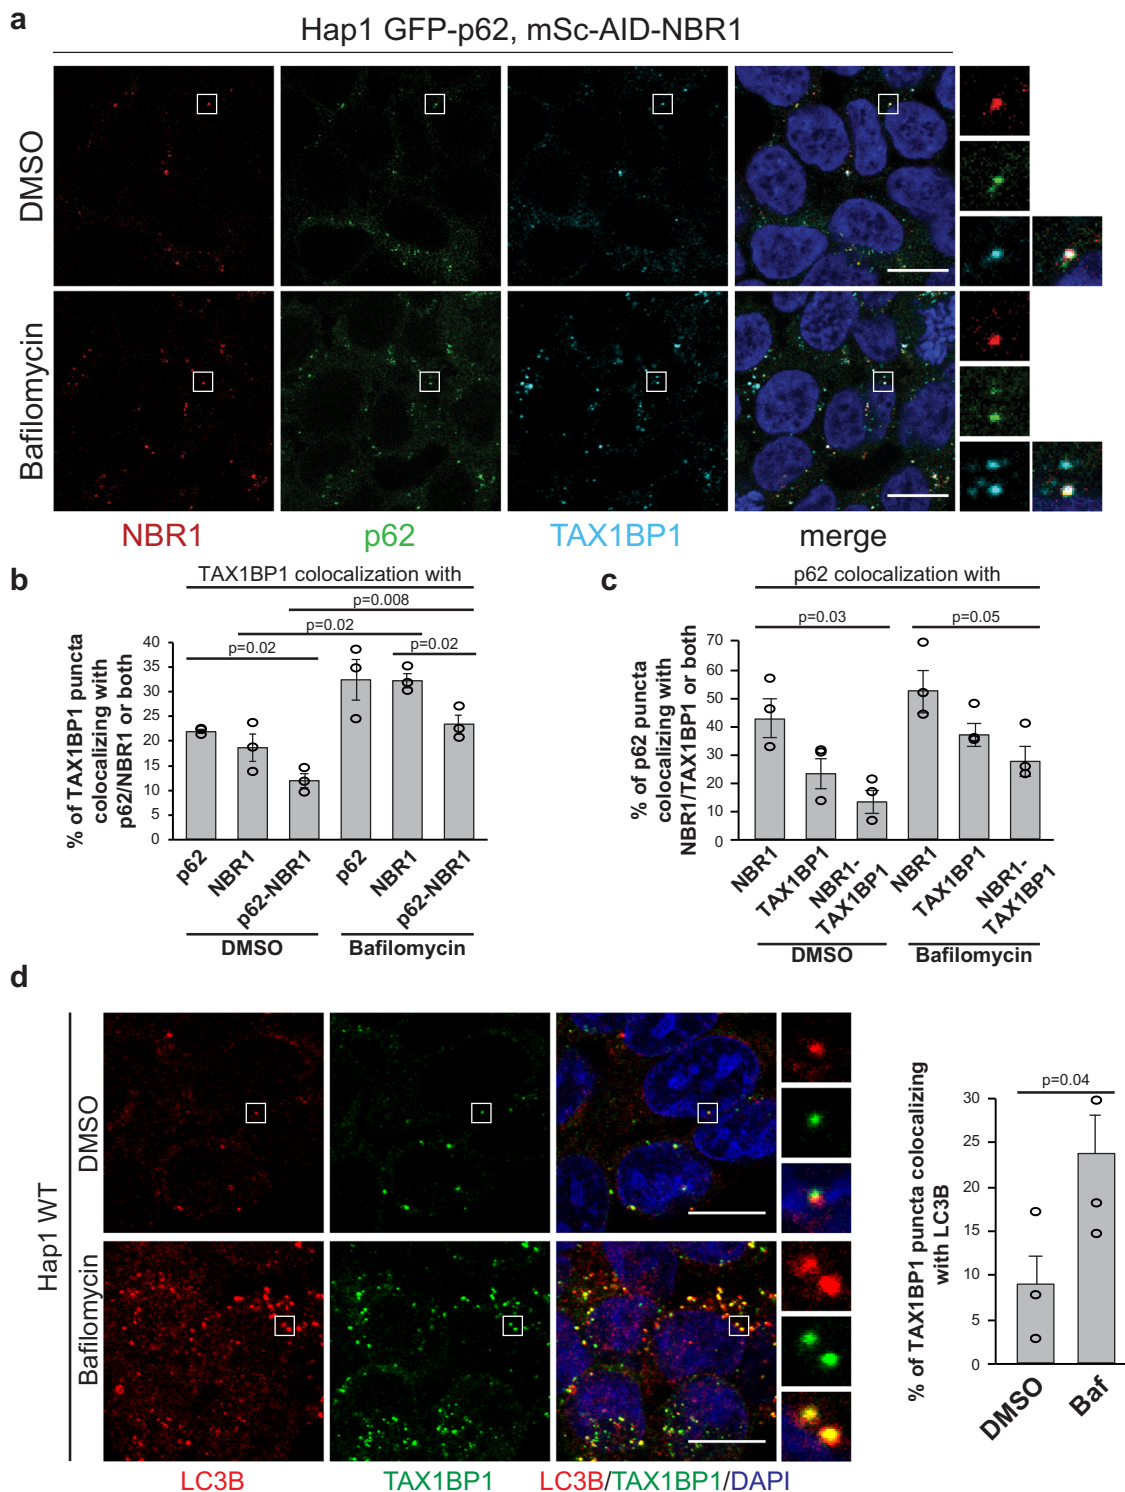 a
Hap1 GFP-p62, mSc-AID-NBR1
DMSO
Bafilomycin
NBR1
p62
TAX1BP1
merge
b
TAX1BP1 colocalization with
p=0.008
p=0.02
p=0.02
p=0.02
% of TAX1BP1 puncta
colocalizing with
p62/NBR1 or both
40
35
30
25
20
15
10
5
0
p62
NBR1
p62-NBR1
p62
NBR1
p62-NBR1
DMSO
Bafilomycin
c
p62 colocalization with
p=0.03
p=0.05
% of p62 puncta
colocalizing with
NBR1/TAX1BP1 or both
70
60
50
40
30
20
10
0
NBR1
TAX1BP1
NBR1-
TAX1BP1
NBR1
TAX1BP1
NBR1-
TAX1BP1
DMSO
Bafilomycin
d
Hap1 WT
DMSO
Bafilomycin
LC3B
TAX1BP1
LC3B/TAX1BP1/DAPI
% of TAX1BP1 puncta colocalizing
with LC3B
p=0.04
30
25
20
15
10
5
0
DMSO
Baf